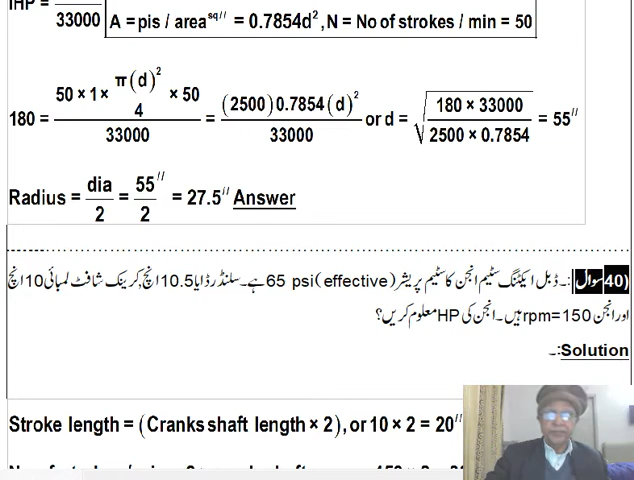 IHP =
33000
A = pis / area sq// = 0.7854d², N = No of strokes / min = 50
180 = 50 × 1 × π(d)²/4 × 50 / 33000 = (2500) 0.7854 (d)² / 33000 or d = √(180 × 33000 / 2500 × 0.7854) = 55//
Radius = dia/2 = 55//‎/2 = 27.5// Answer
(40 سوال:۔ ڈبل ایکٹنگ سٹیم انجن کا سٹیم پریشر (effective) 65 psi ہے۔ سلنڈر ڈایا 10.5 انچ، کرینک شافٹ لمبائی 10 انچ
اور انجن rpm=150 ہیں۔ انجن کی HP معلوم کریں؟
Solution:۔
Stroke length = (Cranks shaft length × 2), or 10 × 2 = 20//